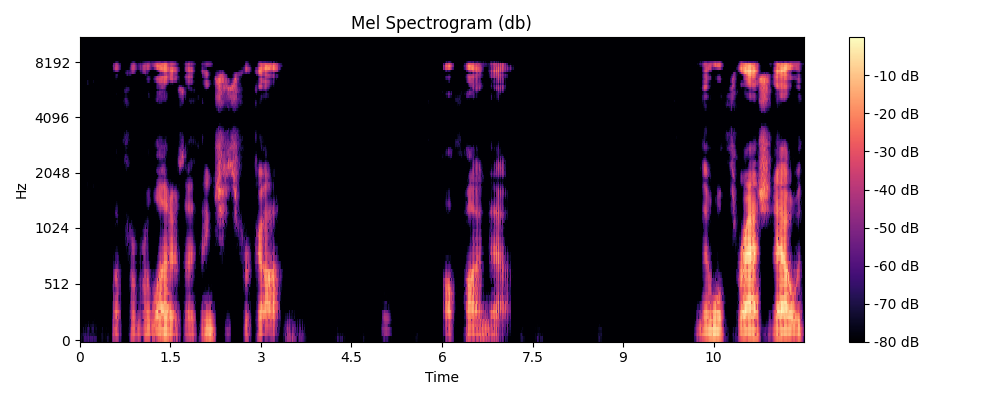 Mel Spectrogram (db)
8192
4096
2048
1024
512
0
Hz
0 1.5 3 4.5 6 7.5 9 10
Time
-10 dB
-20 dB
-30 dB
-40 dB
-50 dB
-60 dB
-70 dB
-80 dB